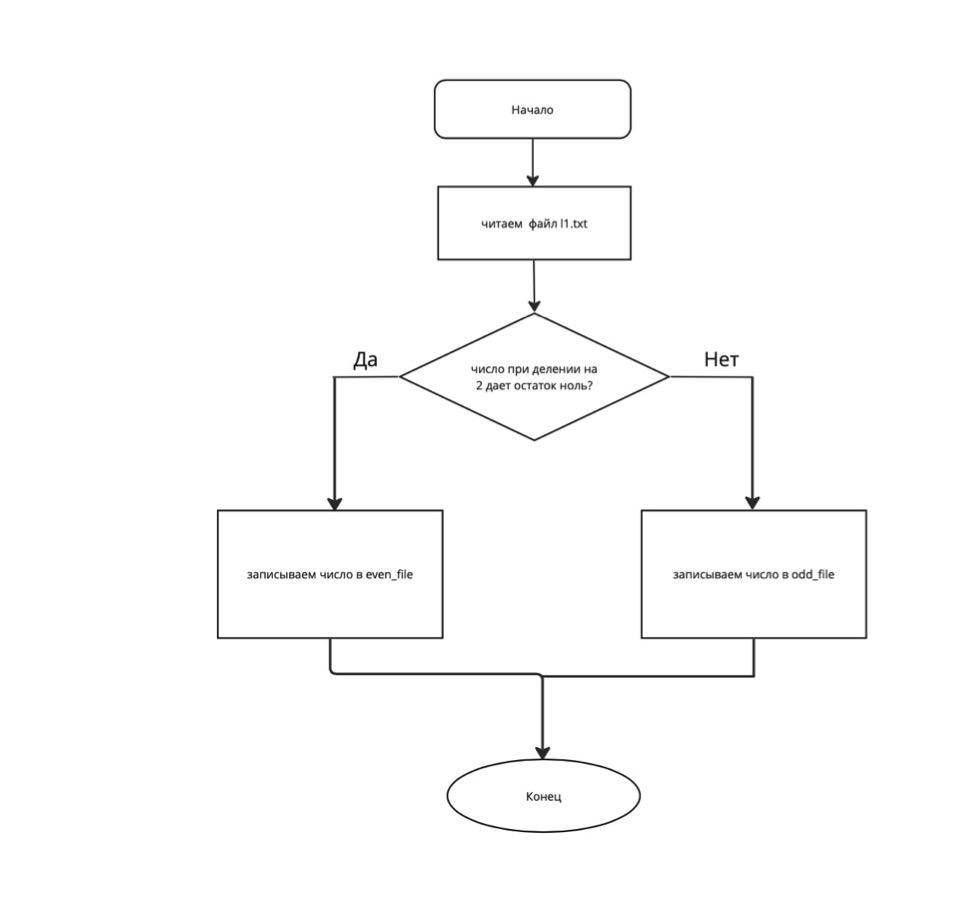 Начало
читаем файл l1.txt
Да
Нет
число при делении на
2 дает остаток ноль?
записываем число в even_file
записываем число в odd_file
Конец